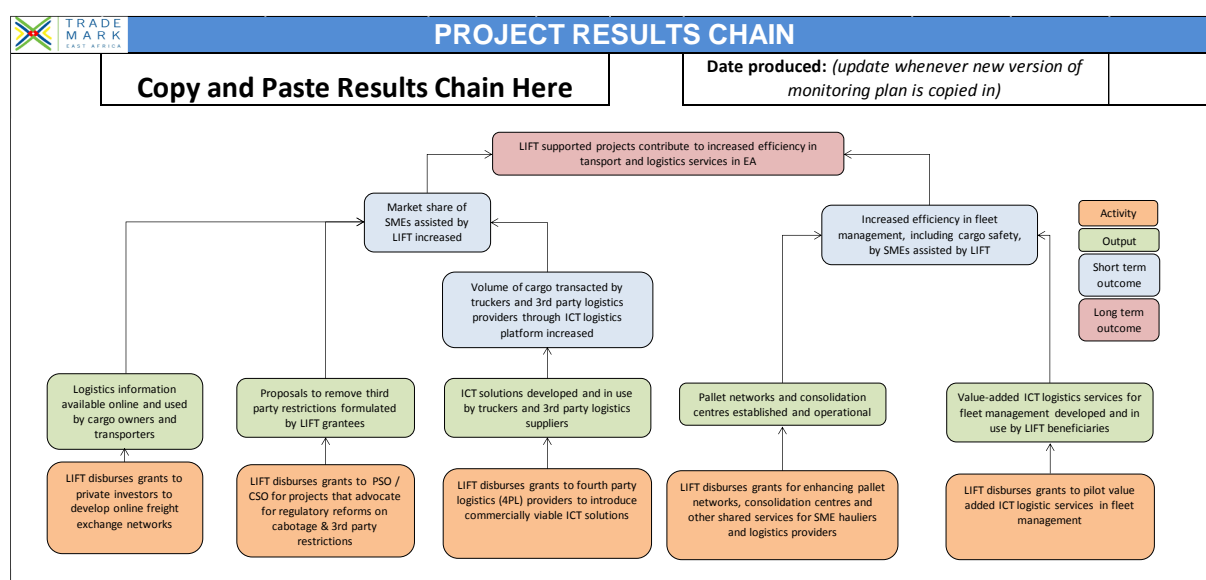 TRADE
MARK
EAST AFRICA
PROJECT RESULTS CHAIN
Copy and Paste Results Chain Here
Date produced: (update whenever new version of
monitoring plan is copied in)
LIFT supported projects contribute to increased efficiency in
tansport and logistics services in EA
Market share of
SMEs assisted by
LIFT increased
Increased efficiency in fleet
management, including cargo safety,
by SMEs assisted by LIFT
Activity
Output
Short term
outcome
Long term
outcome
Volume of cargo transacted by
truckers and 3rd party logistics
providers through ICT logistics
platform increased
Logistics information
available online and used
by cargo owners and
transporters
Proposals to remove third
party restrictions formulated
by LIFT grantees
ICT solutions developed and in
use by truckers and 3rd party logistics
suppliers
Pallet networks and consolidation
centres established and operational
Value-added ICT logistics services for
fleet management developed and in
use by LIFT beneficiaries
LIFT disburses grants to
private investors to
develop online freight
exchange networks
LIFT disburses grants to PSO /
CSO for projects that advocate
for regulatory reforms on
cabotage & 3rd party
restrictions
LIFT disburses grants to fourth party
logistics (4PL) providers to introduce
commercially viable ICT solutions
LIFT disburses grants for enhancing pallet
networks, consolidation centres and
other shared services for SME hauliers
and logistics providers
LIFT disburses grants to pilot value
added ICT logistic services in fleet
management